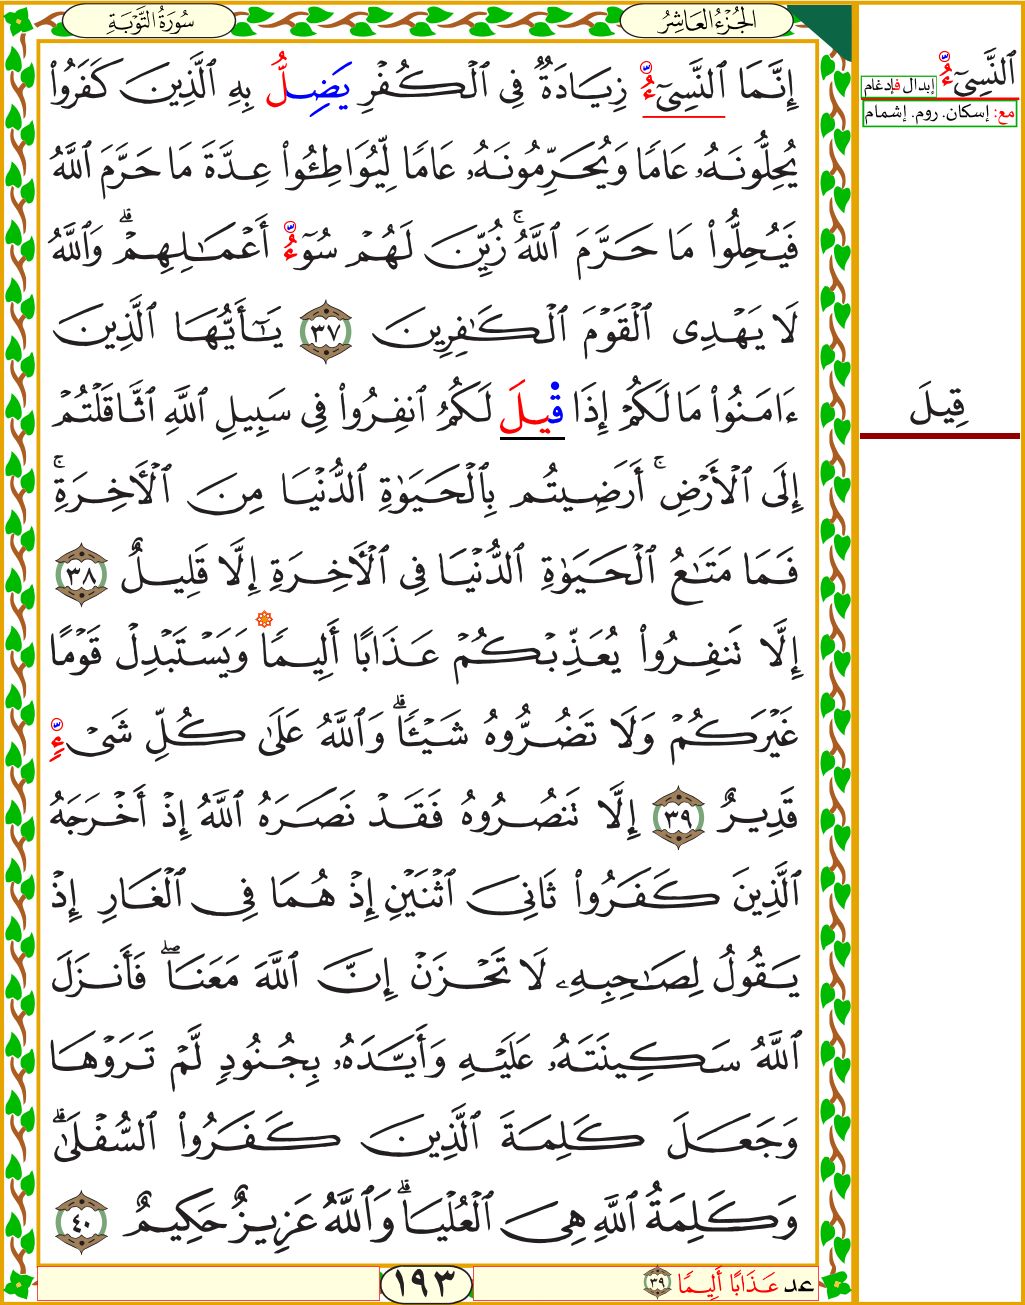 سُورَةُ التَّوْبَةِ
الجُزْءُ العَاشِرُ
إِنَّمَا ٱلنَّسِىٓءُ زِيَادَةٌ فِى ٱلْكُفْرِ يَضِلُّ بِهِ ٱلَّذِينَ كَفَرُوا۟
يُحِلُّونَهُۥ عَامًا وَيُحَرِّمُونَهُۥ عَامًا لِّيُوَاطِـُٔوا۟ عِدَّةَ مَا حَرَّمَ ٱللَّهُ
فَيُحِلُّوا۟ مَا حَرَّمَ ٱللَّهُ ۚ زُيِّنَ لَهُمْ سُوٓءُ أَعْمَـٰلِهِمْ ۗ وَٱللَّهُ
لَا يَهْدِى ٱلْقَوْمَ ٱلْكَـٰفِرِينَ ٣٧ يَـٰٓأَيُّهَا ٱلَّذِينَ
ءَامَنُوا۟ مَا لَكُمْ إِذَا قِيلَ لَكُمُ ٱنفِرُوا۟ فِى سَبِيلِ ٱللَّهِ ٱثَّاقَلْتُمْ
إِلَى ٱلْأَرْضِ ۚ أَرَضِيتُم بِٱلْحَيَوٰةِ ٱلدُّنْيَا مِنَ ٱلْـَٔاخِرَةِ ۚ
فَمَا مَتَـٰعُ ٱلْحَيَوٰةِ ٱلدُّنْيَا فِى ٱلْـَٔاخِرَةِ إِلَّا قَلِيلٌ ٣٨
إِلَّا تَنفِرُوا۟ يُعَذِّبْكُمْ عَذَابًا أَلِيمًا وَيَسْتَبْدِلْ قَوْمًا
غَيْرَكُمْ وَلَا تَضُرُّوهُ شَيْـًٔا ۗ وَٱللَّهُ عَلَىٰ كُلِّ شَىْءٍ
قَدِيرٌ ٣٩ إِلَّا تَنصُرُوهُ فَقَدْ نَصَرَهُ ٱللَّهُ إِذْ أَخْرَجَهُ
ٱلَّذِينَ كَفَرُوا۟ ثَانِىَ ٱثْنَيْنِ إِذْ هُمَا فِى ٱلْغَارِ إِذْ
يَقُولُ لِصَـٰحِبِهِۦ لَا تَحْزَنْ إِنَّ ٱللَّهَ مَعَنَا ۖ فَأَنزَلَ
ٱللَّهُ سَكِينَتَهُۥ عَلَيْهِ وَأَيَّدَهُۥ بِجُنُودٍ لَّمْ تَرَوْهَا
وَجَعَلَ كَلِمَةَ ٱلَّذِينَ كَفَرُوا۟ ٱلسُّفْلَىٰ ۗ
وَكَلِمَةُ ٱللَّهِ هِىَ ٱلْعُلْيَا ۗ وَٱللَّهُ عَزِيزٌ حَكِيمٌ ٤٠
١٩٣
عد عَذَابًا أَلِيمًا ٣٩
ٱلنَّسِىٓءُ إبدال فإدغام
مع: إسكان. روم. إشمام
قِيلَ